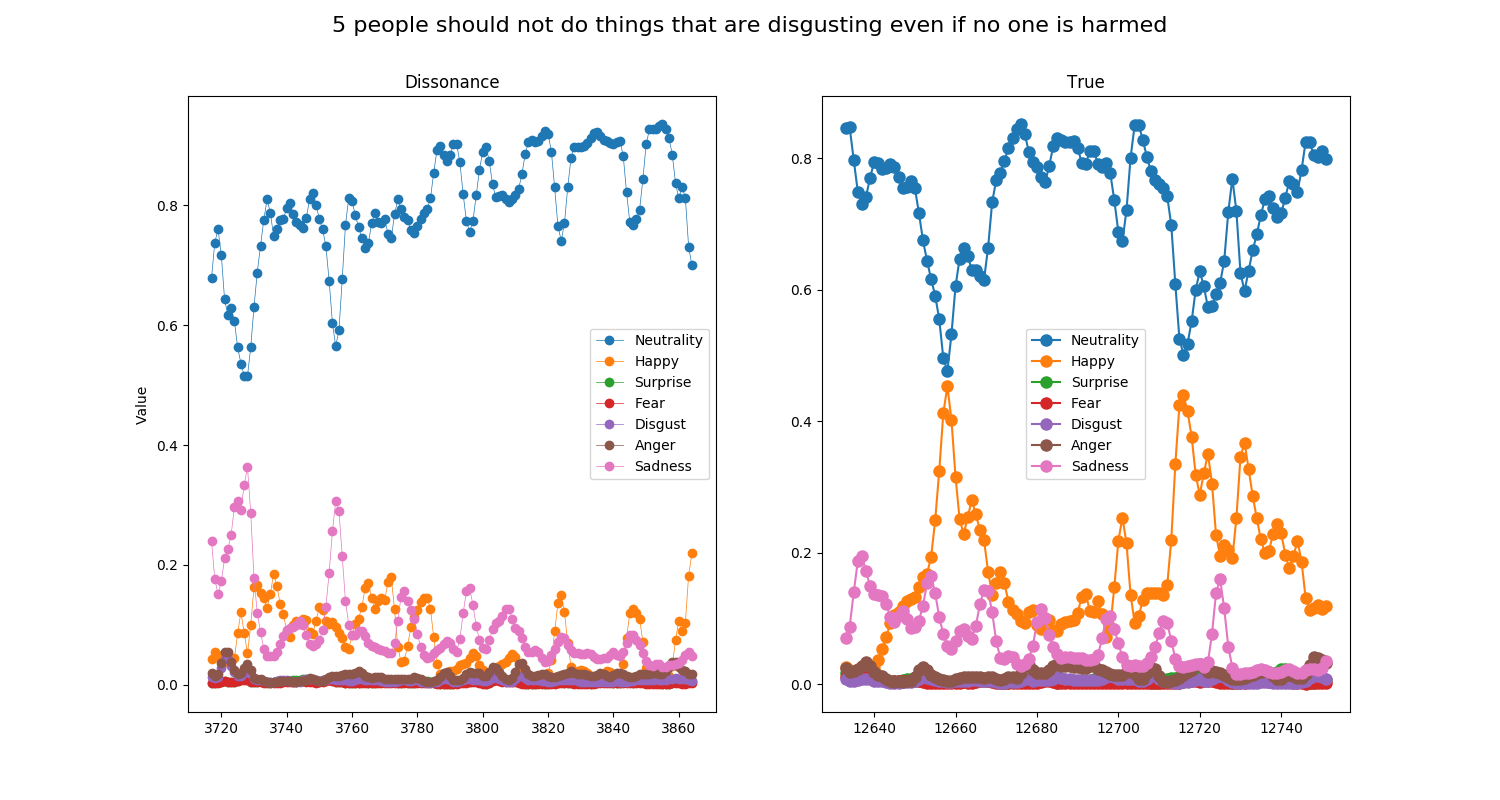 5 people should not do things that are disgusting even if no one is harmed
Dissonance
Value
0.8
0.6
0.4
0.2
0.0
3720 3740 3760 3780 3800 3820 3840 3860
Neutrality
Happy
Surprise
Fear
Disgust
Anger
Sadness
True
0.8
0.6
0.4
0.2
0.0
12640 12660 12680 12700 12720 12740
Neutrality
Happy
Surprise
Fear
Disgust
Anger
Sadness